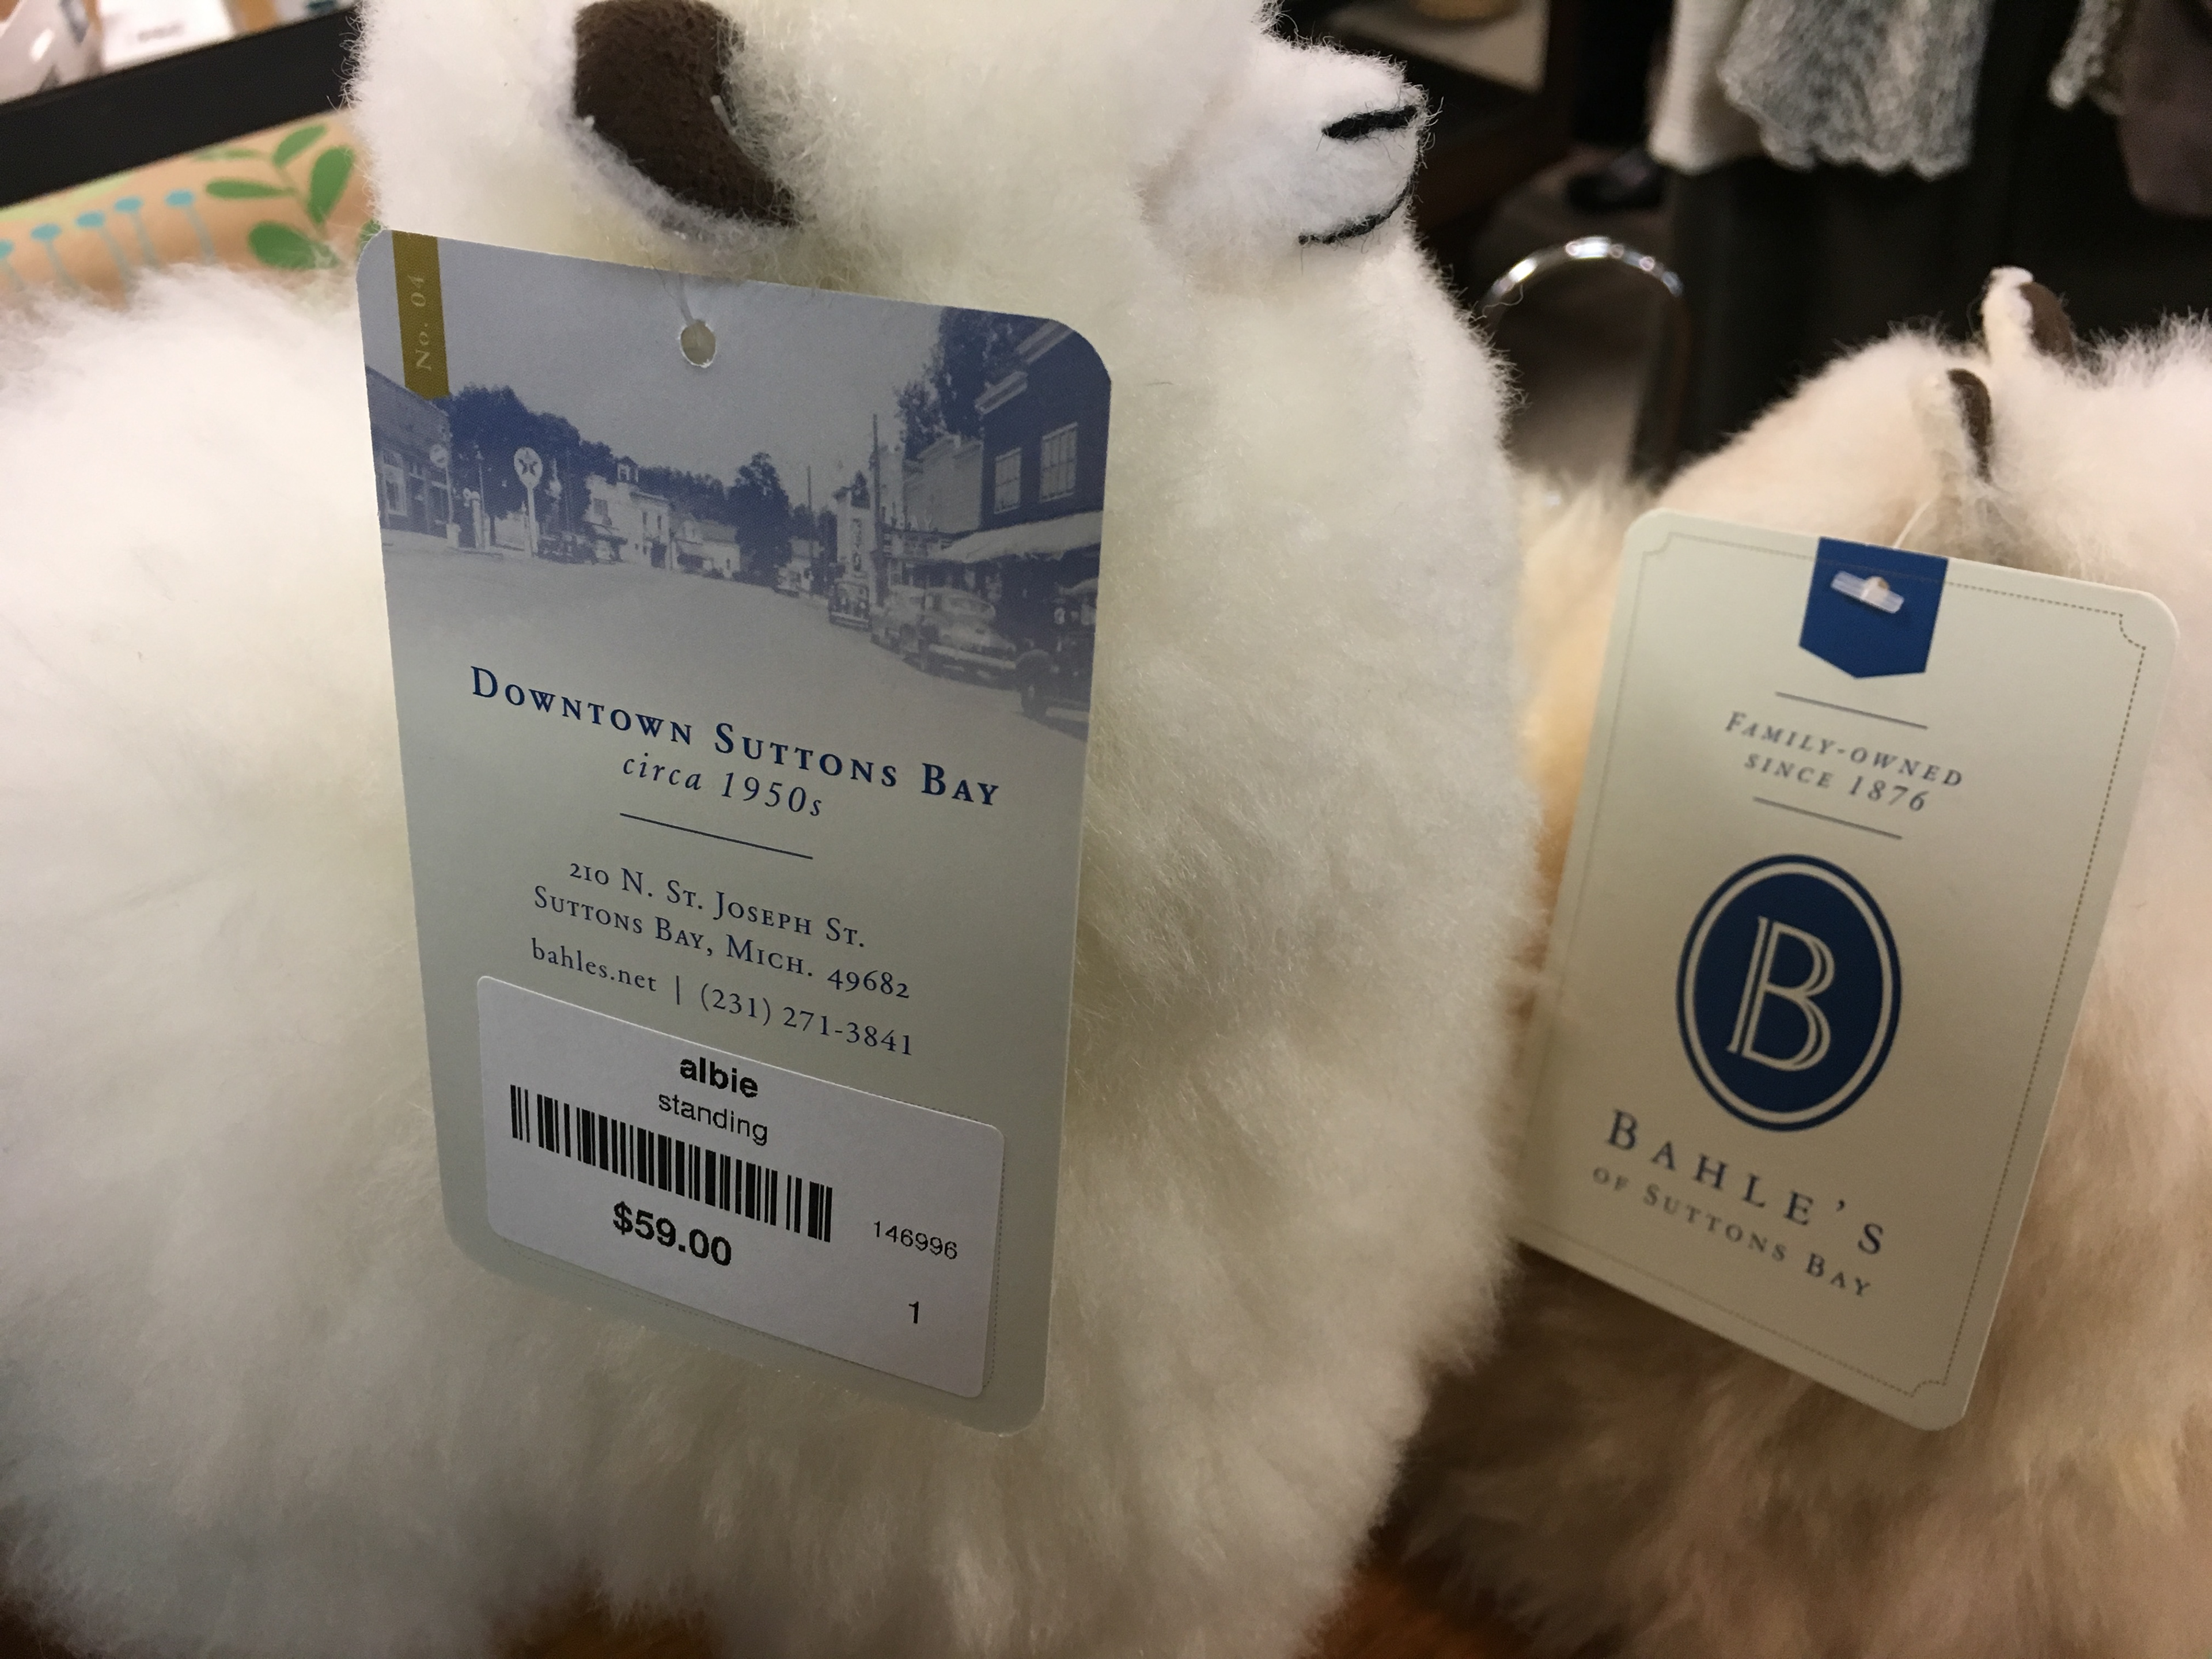 No. 04
Downtown Suttons Bay
circa 1950s
210 N. St. Joseph St.
Suttons Bay, Mich. 49682
bahles.net | (231) 271-3841
albie
standing
146996
$59.00
1
Family-owned
since 1876
B
Bahle's
of Suttons Bay